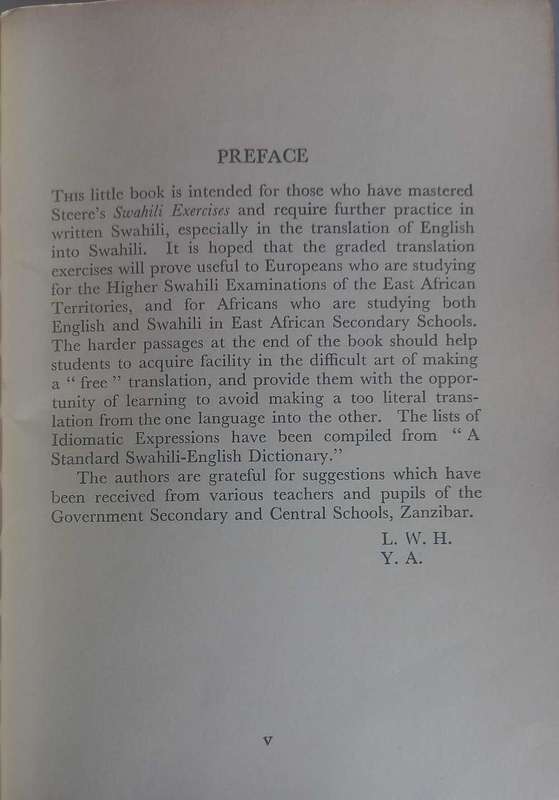 PREFACE
THIS little book is intended for those who have mastered
Steere's Swahili Exercises and require further practice in
written Swahili, especially in the translation of English
into Swahili. It is hoped that the graded translation
exercises will prove useful to Europeans who are studying
for the Higher Swahili Examinations of the East African
Territories, and for Africans who are studying both
English and Swahili in East African Secondary Schools.
The harder passages at the end of the book should help
students to acquire facility in the difficult art of making
a “ free ” translation, and provide them with the oppor-
tunity of learning to avoid making a too literal trans-
lation from the one language into the other. The lists of
Idiomatic Expressions have been compiled from “ A
Standard Swahili-English Dictionary.”
The authors are grateful for suggestions which have
been received from various teachers and pupils of the
Government Secondary and Central Schools, Zanzibar.
L. W. H.
Y. A.
v